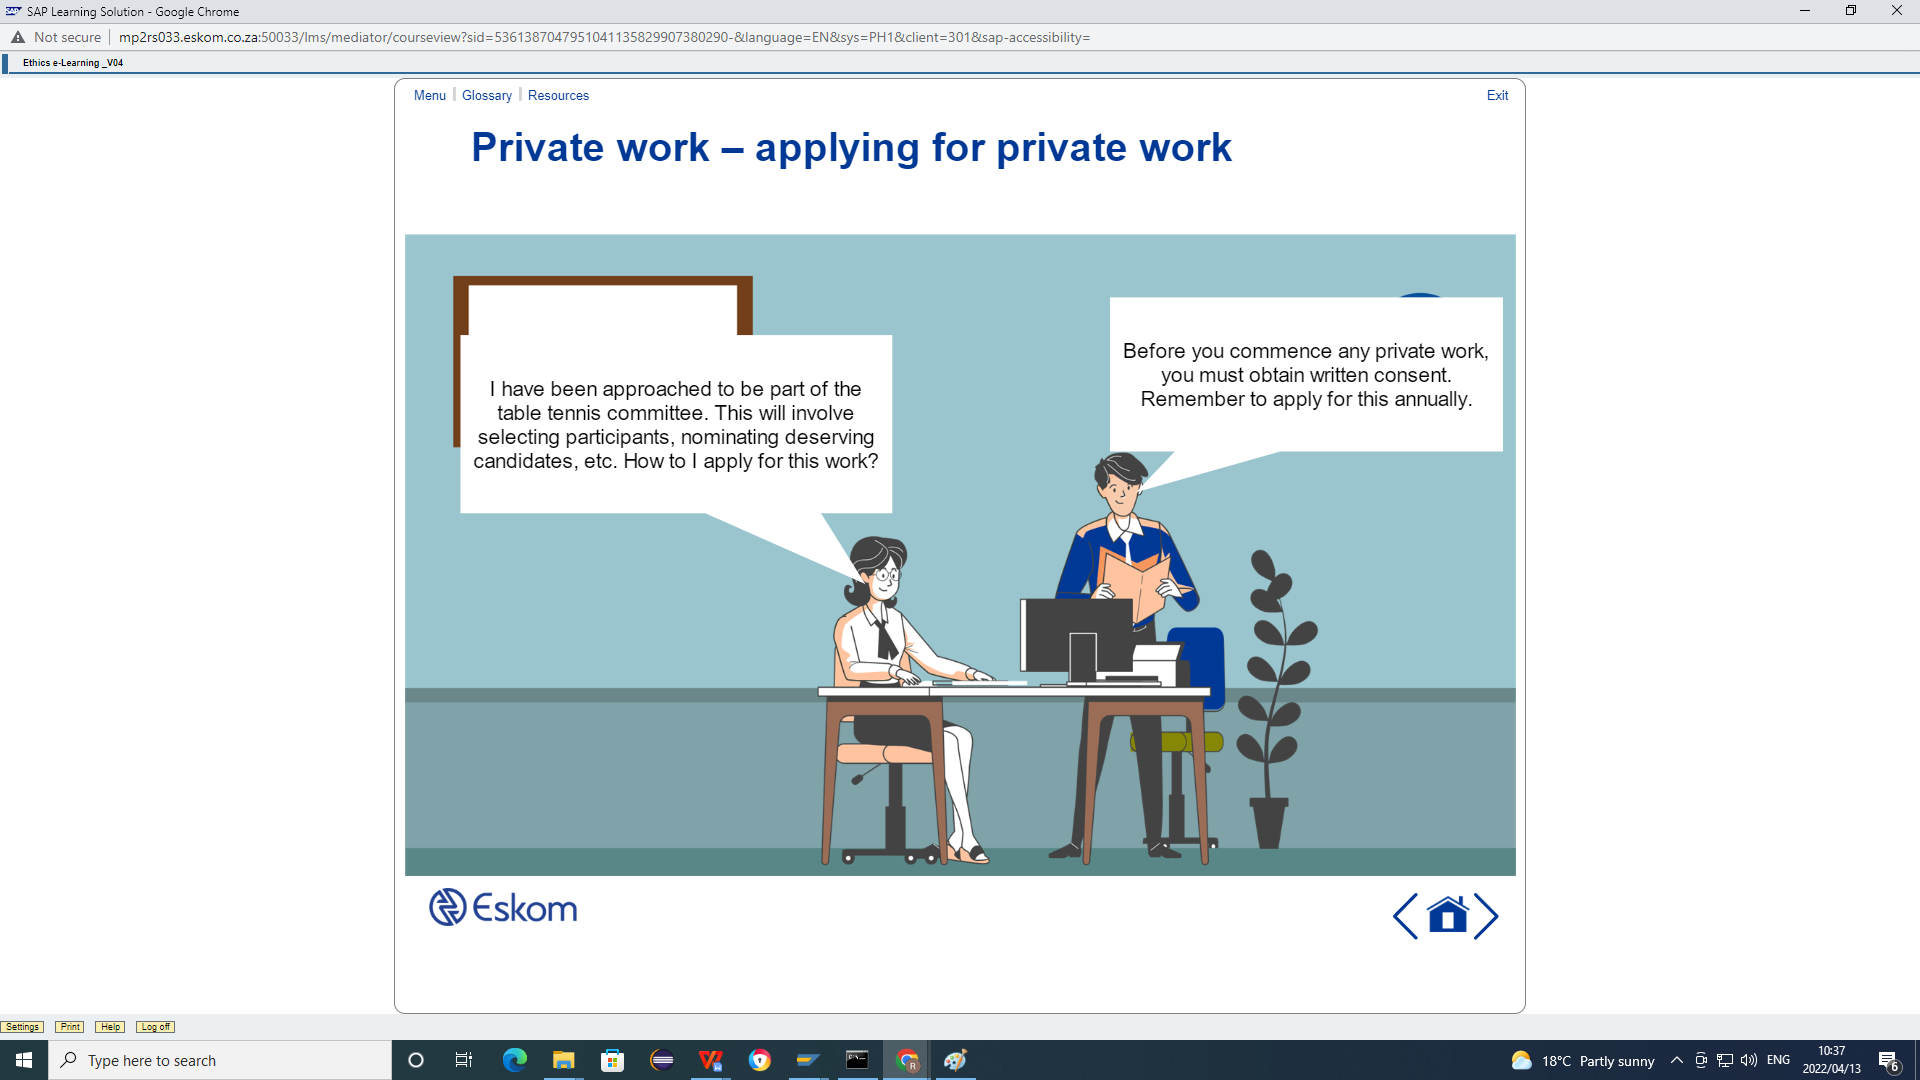 SAP Learning Solution - Google Chrome
Not secure mp2rs033.eskom.co.za:50033/lms/mediator/courseview?sid=5361387047951041135829907380290-&language=EN&sys=PH1&client=301&sap-accessibility=
Ethics e-Learning _V04
Menu Glossary Resources Exit
Private work – applying for private work
I have been approached to be part of the
table tennis committee. This will involve
selecting participants, nominating deserving
candidates, etc. How to I apply for this work?
Before you commence any private work,
you must obtain written consent.
Remember to apply for this annually.
Eskom
Settings Print Help Log off
Type here to search
18°C Partly sunny ENG
10:37
2022/04/13
6